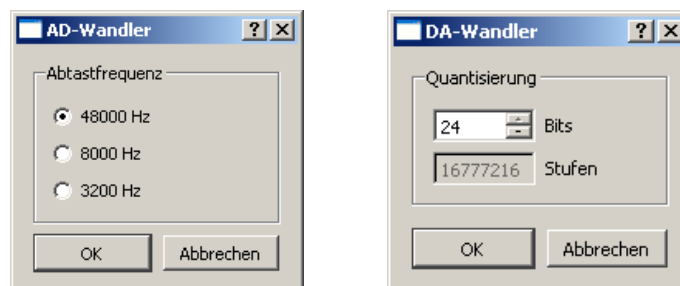 AD-Wandler
Abtastfrequenz
48000 Hz
8000 Hz
3200 Hz
OK Abbrechen
DA-Wandler
Quantisierung
24 Bits
16777216 Stufen
OK Abbrechen